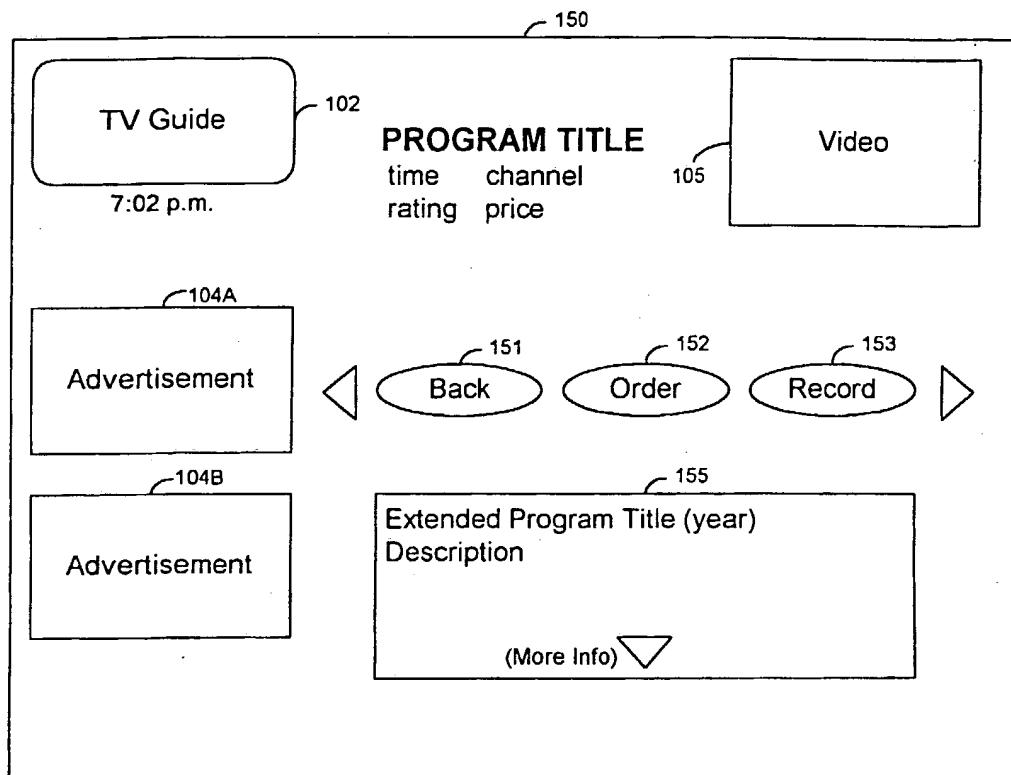 150
TV Guide
102
7:02 p.m.
PROGRAM TITLE
time channel
rating price
105
Video
104A
Advertisement
151
Back
152
Order
153
Record
104B
Advertisement
155
Extended Program Title (year)
Description
(More Info)